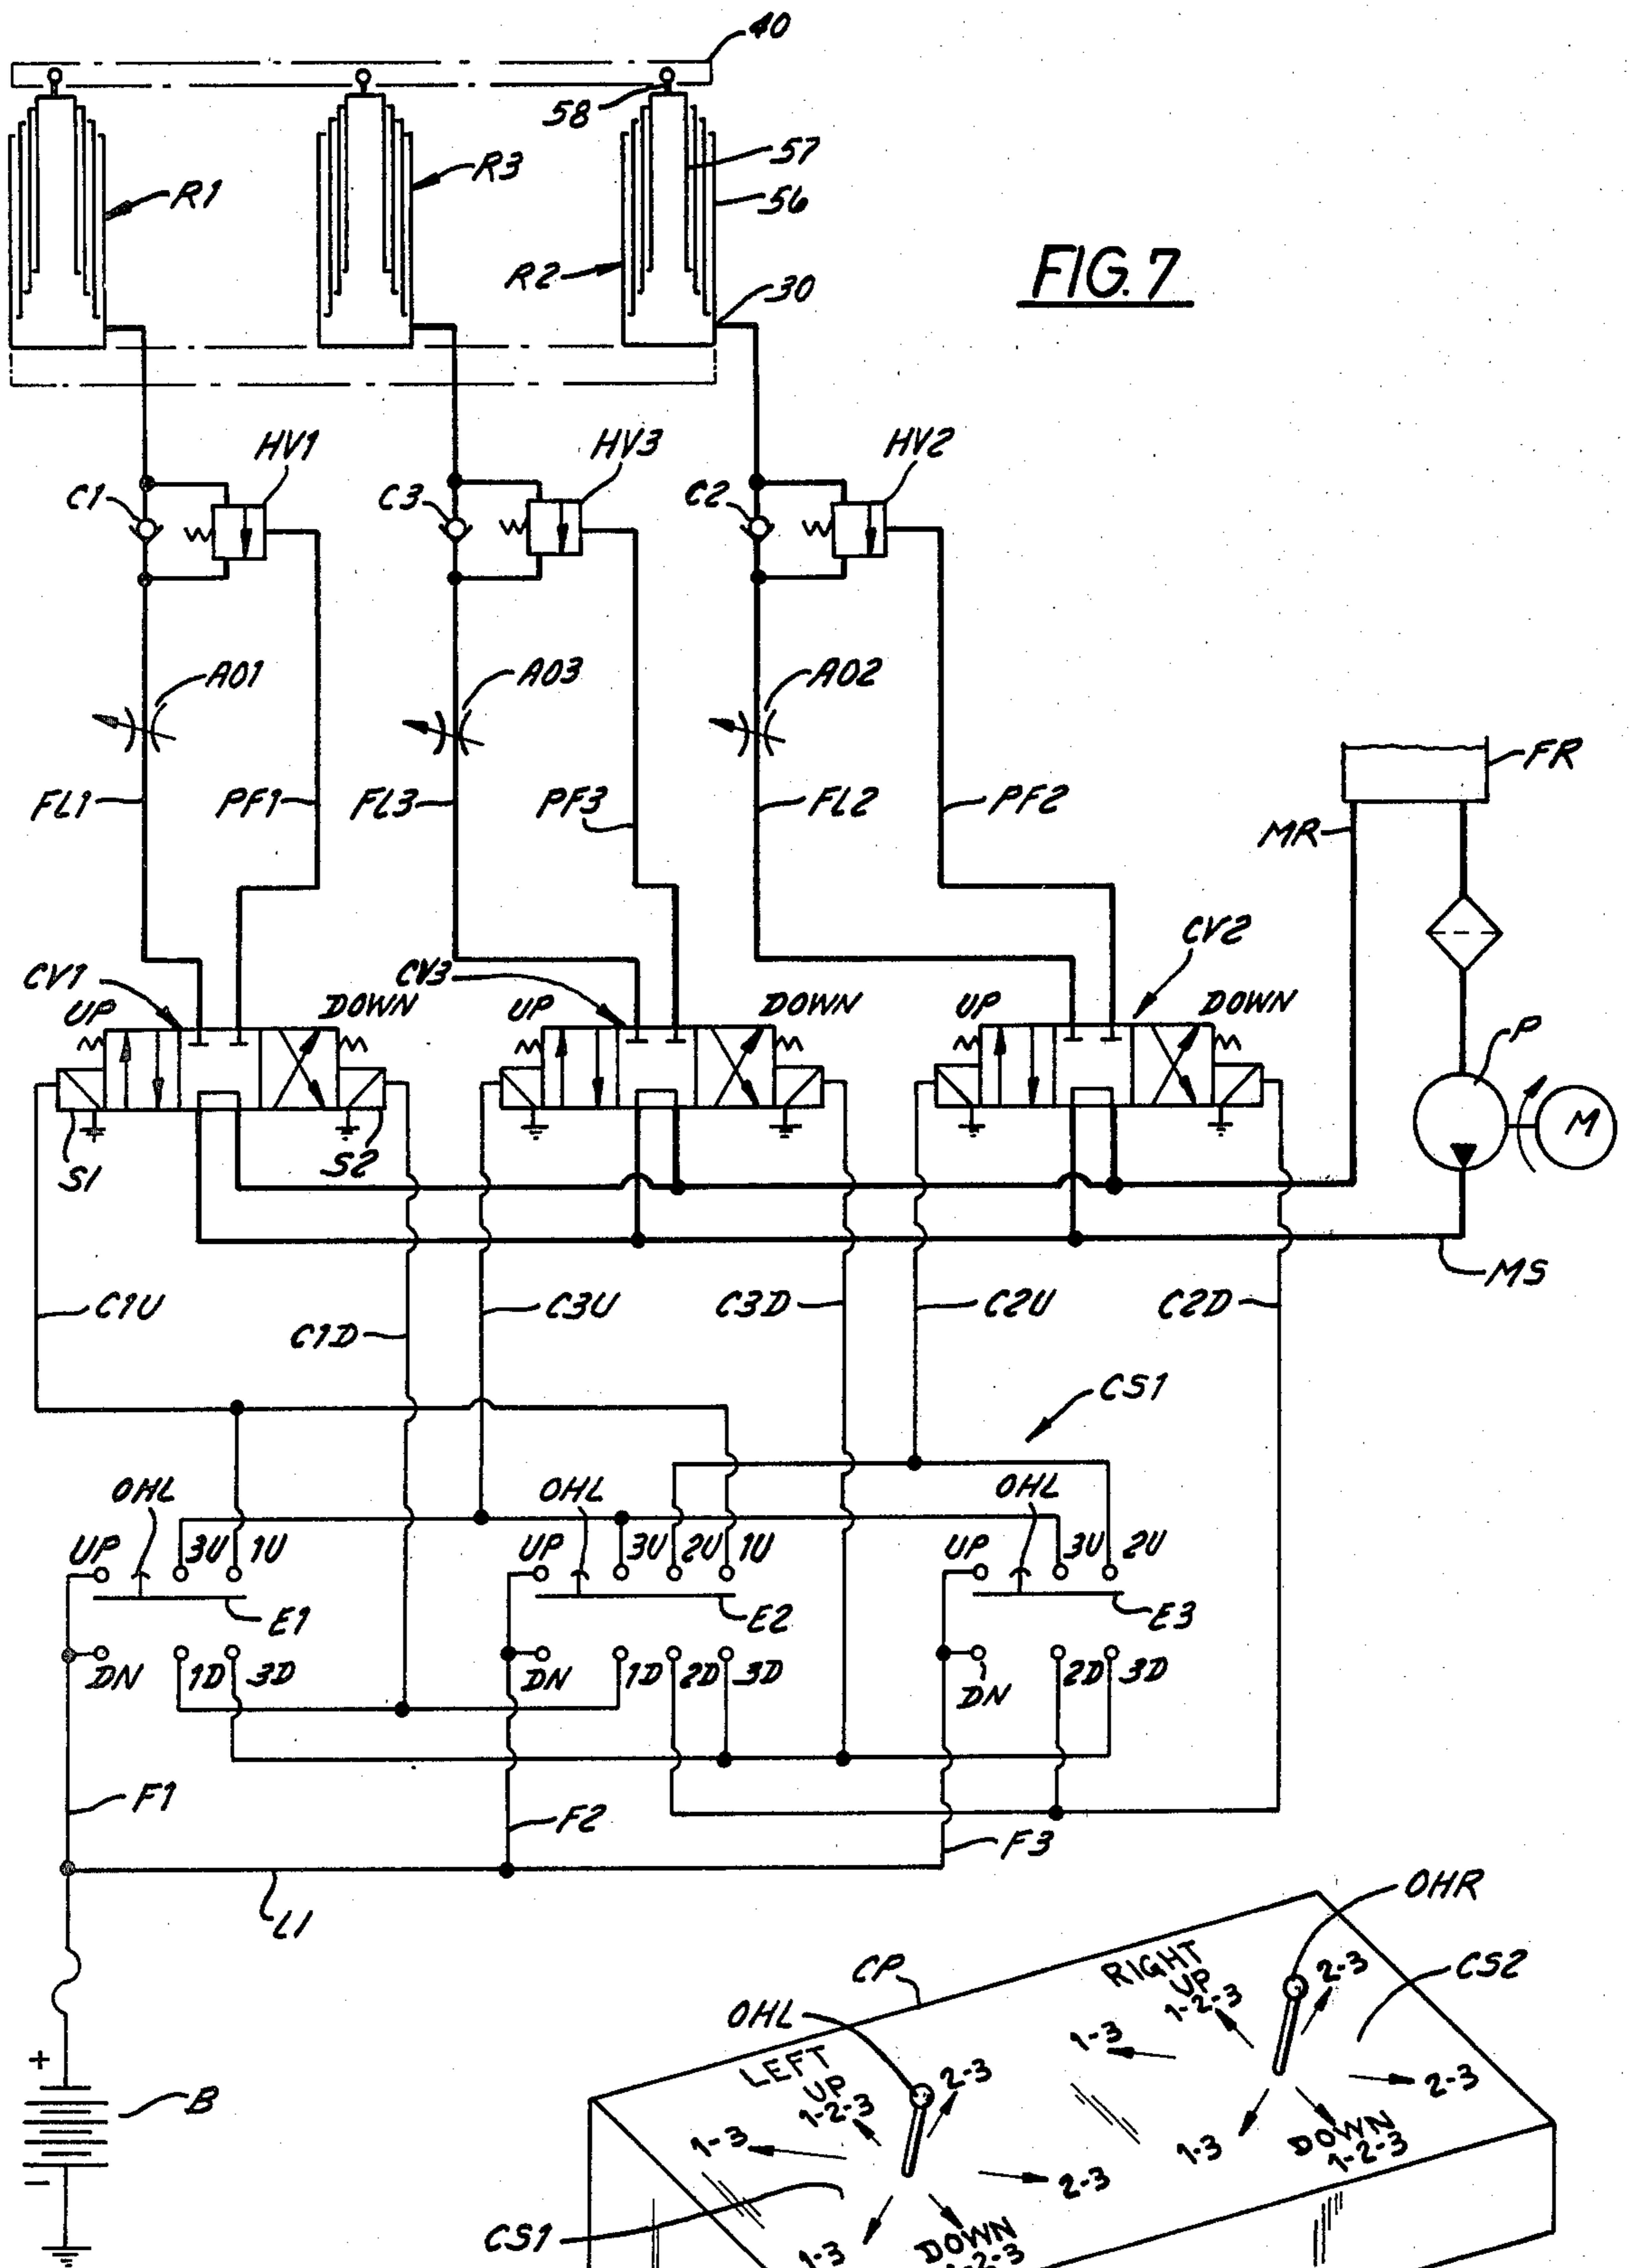 40
58
57
R3
R1
56
R2
30
FIG. 7
HV1
HV3
HV2
C1
C3
C2
AO1
AO3
AO2
FR
FL1
PF1
FL3
PF3
FL2
PF2
MR
CV2
CV1
CV3
UP
DOWN
UP
DOWN
UP
DOWN
P
M
S1
S2
MS
C1U
C3U
C3D
C2U
C2D
C1D
CS1
OHL
OHL
OHL
UP
3U
1U
UP
3U
2U
1U
UP
3U
2U
E1
E2
E3
DN
1D
3D
DN
1D
2D
3D
DN
2D
3D
F1
F2
F3
L1
OHR
CP
RIGHT
UP
1-2-3
2-3
CS2
OHL
1-3
LEFT
UP
1-2-3
2-3
2-3
+
B
1-3
1-3
DOWN
1-2-3
2-3
-
CS1
1-3
DOWN
1-2-3